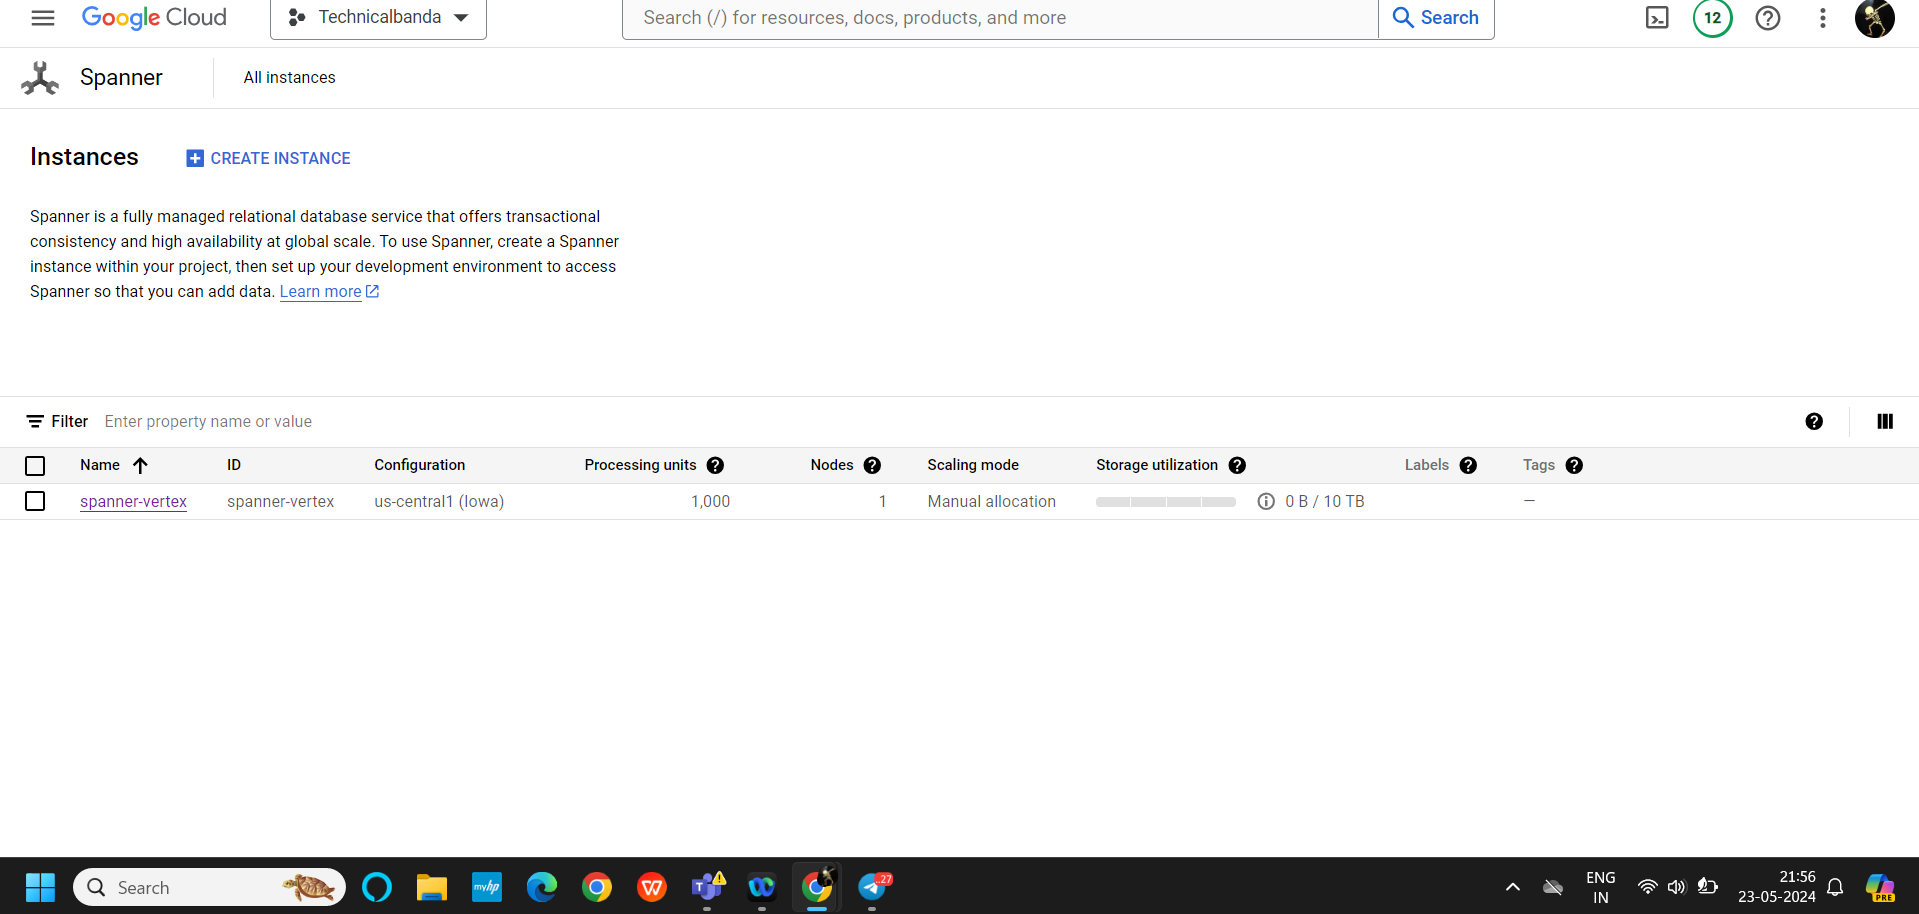 Google Cloud
Technicalbanda
Search (/) for resources, docs, products, and more
Search
12
Spanner
All instances
Instances
CREATE INSTANCE
Spanner is a fully managed relational database service that offers transactional
consistency and high availability at global scale. To use Spanner, create a Spanner
instance within your project, then set up your development environment to access
Spanner so that you can add data. Learn more
Filter Enter property name or value
Name ID Configuration Processing units Nodes Scaling mode Storage utilization Labels Tags
spanner-vertex spanner-vertex us-central1 (Iowa) 1,000 1 Manual allocation 0 B / 10 TB —
Search
myhp
27
ENG
IN
21:56
23-05-2024
PRE